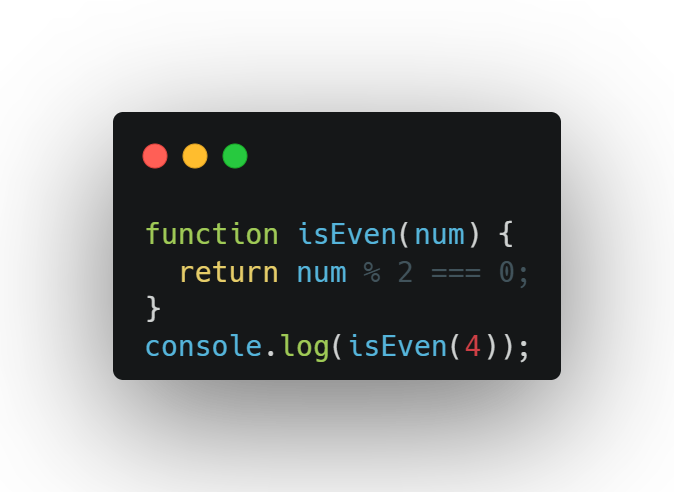 function isEven(num) {
  return num % 2 === 0;
}
console.log(isEven(4));